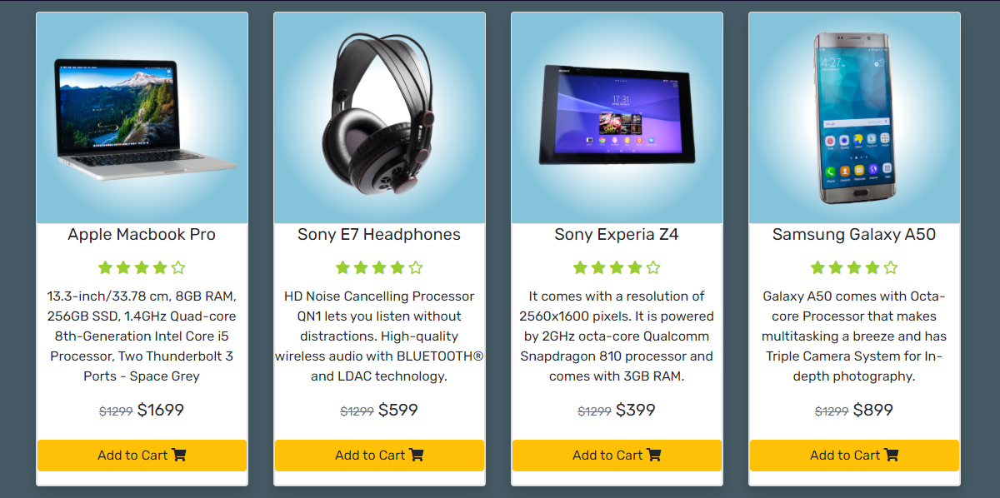 SONY
17:31
4:27
Apple Macbook Pro
13.3-inch/33.78 cm, 8GB RAM,
256GB SSD, 1.4GHz Quad-core
8th-Generation Intel Core i5
Processor, Two Thunderbolt 3
Ports - Space Grey
$1299 $1699
Add to Cart
Sony E7 Headphones
HD Noise Cancelling Processor
QN1 lets you listen without
distractions. High-quality
wireless audio with BLUETOOTH®
and LDAC technology.
$1299 $599
Add to Cart
Sony Experia Z4
It comes with a resolution of
2560x1600 pixels. It is powered
by 2GHz octa-core Qualcomm
Snapdragon 810 processor and
comes with 3GB RAM.
$1299 $399
Add to Cart
Samsung Galaxy A50
Galaxy A50 comes with Octa-
core Processor that makes
multitasking a breeze and has
Triple Camera System for In-
depth photography.
$1299 $899
Add to Cart